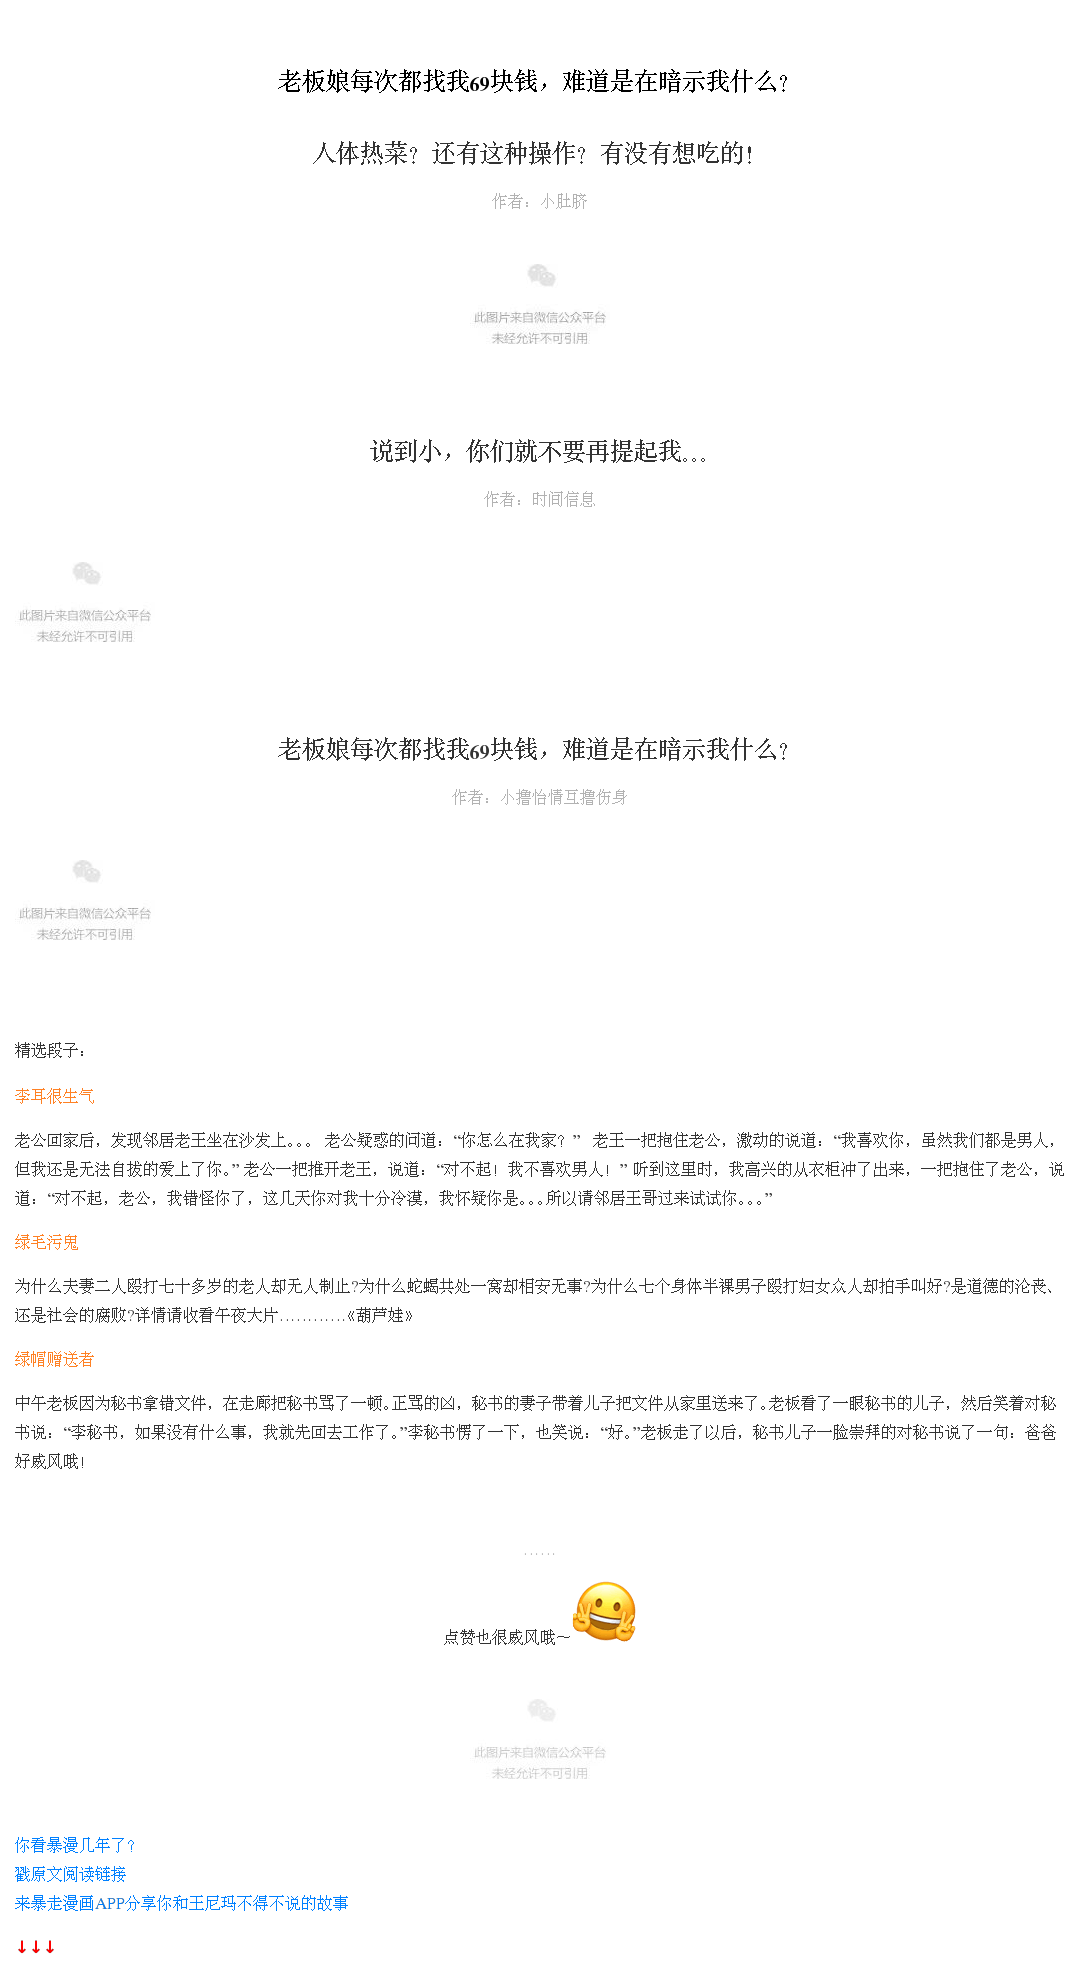 老板娘每次都找我69块钱，难道是在暗示我什么？
人体热菜？还有这种操作？有没有想吃的！
作者：小肚脐
此图片来自微信公众平台
未经允许不可引用
说到小，你们就不要再提起我。。。
作者：时间信息
此图片来自微信公众平台
未经允许不可引用
老板娘每次都找我69块钱，难道是在暗示我什么？
作者：小撸怡情互撸伤身
此图片来自微信公众平台
未经允许不可引用
精选段子：
李耳很生气
老公回家后，发现邻居老王坐在沙发上。。。 老公疑惑的问道：“你怎么在我家？” 老王一把抱住老公，激动的说道：“我喜欢你，虽然我们都是男人，
但我还是无法自拔的爱上了你。” 老公一把推开老王，说道：“对不起！我不喜欢男人！” 听到这里时，我高兴的从衣柜冲了出来，一把抱住了老公，说
道：“对不起，老公，我错怪你了，这几天你对我十分冷漠，我怀疑你是。。。所以请邻居王哥过来试试你。。。”
绿毛污鬼
为什么夫妻二人殴打七十多岁的老人却无人制止?为什么蛇蝎共处一窝却相安无事?为什么七个身体半裸男子殴打妇女众人却拍手叫好?是道德的沦丧、
还是社会的腐败?详情请收看午夜大片…………《葫芦娃》
绿帽赠送者
中午老板因为秘书拿错文件，在走廊把秘书骂了一顿。正骂的凶，秘书的妻子带着儿子把文件从家里送来了。老板看了一眼秘书的儿子，然后笑着对秘
书说：“李秘书，如果没有什么事，我就先回去工作了。”李秘书愣了一下，也笑说：“好。”老板走了以后，秘书儿子一脸崇拜的对秘书说了一句：爸爸
好威风哦！
……
点赞也很威风哦～
此图片来自微信公众平台
未经允许不可引用
你看暴漫几年了？
戳原文阅读链接
来暴走漫画APP分享你和王尼玛不得不说的故事
↓↓↓